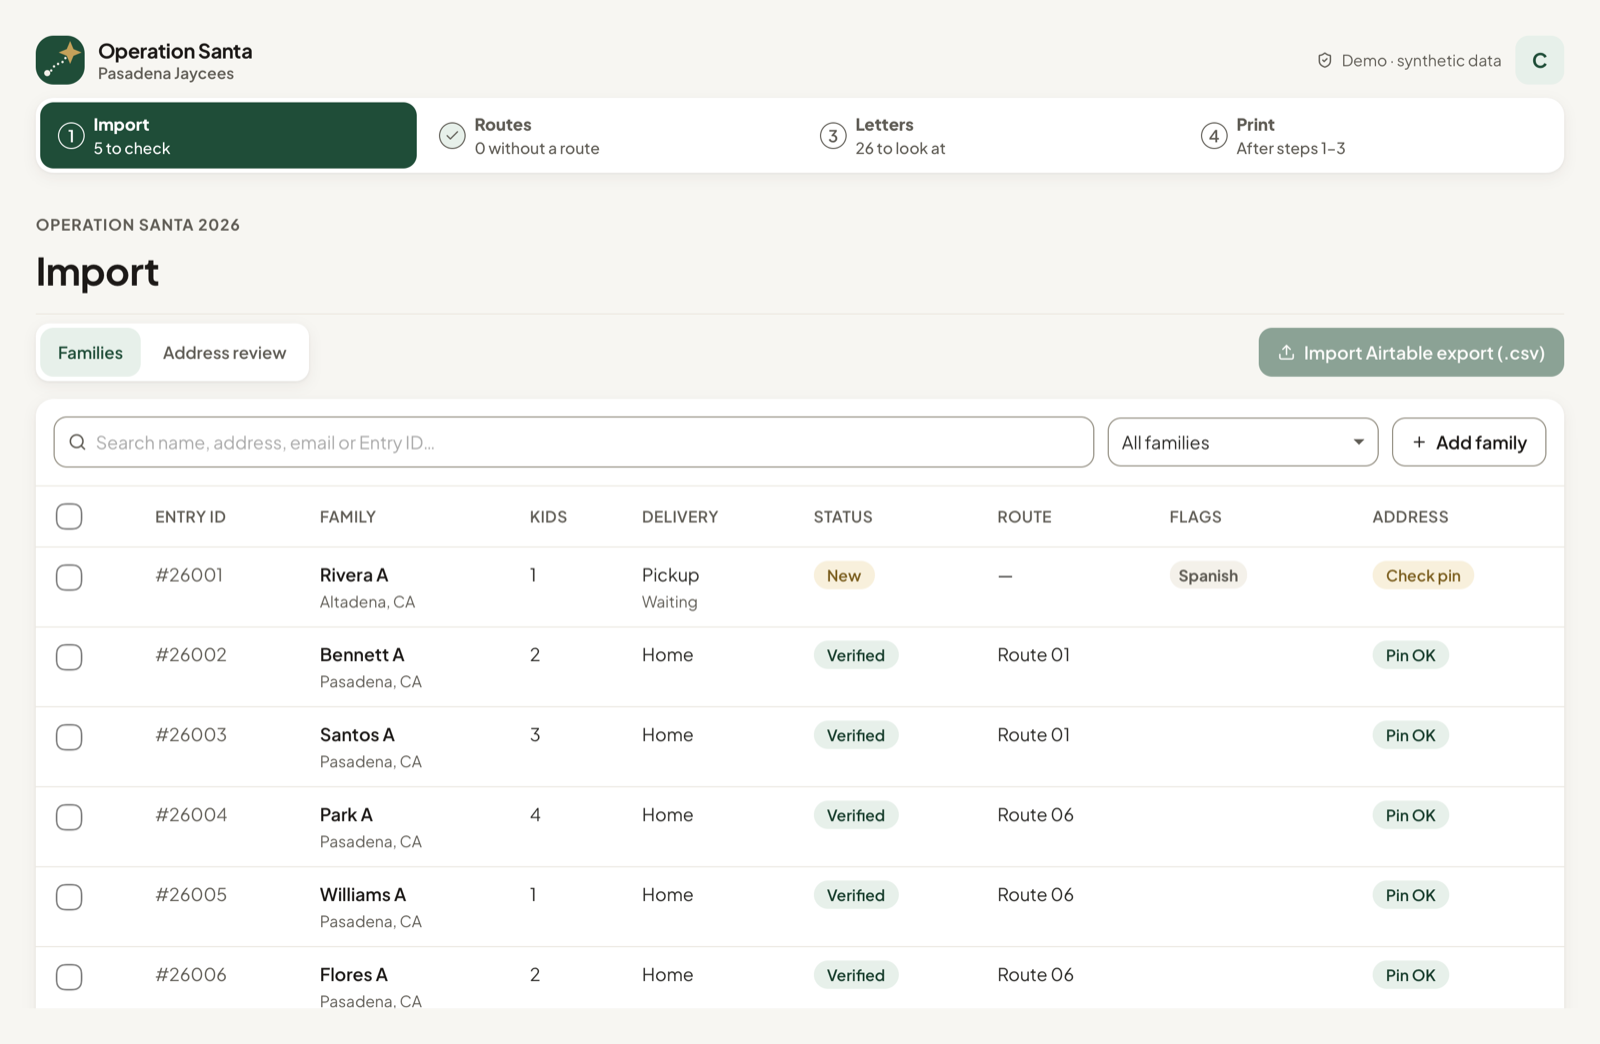 Operation Santa
Pasadena Jaycees
Demo · synthetic data
C
1
Import
5 to check
Routes
0 without a route
3
Letters
26 to look at
4
Print
After steps 1–3
OPERATION SANTA 2026
Import
Families
Address review
Import Airtable export (.csv)
Search name, address, email or Entry ID...
All families
+ Add family
ENTRY ID FAMILY KIDS DELIVERY STATUS ROUTE FLAGS ADDRESS
#26001 Rivera A 1 Pickup New — Spanish Check pin
Altadena, CA Waiting
#26002 Bennett A 2 Home Verified Route 01 Pin OK
Pasadena, CA
#26003 Santos A 3 Home Verified Route 01 Pin OK
Pasadena, CA
#26004 Park A 4 Home Verified Route 06 Pin OK
Pasadena, CA
#26005 Williams A 1 Home Verified Route 06 Pin OK
Pasadena, CA
#26006 Flores A 2 Home Verified Route 06 Pin OK
Pasadena, CA